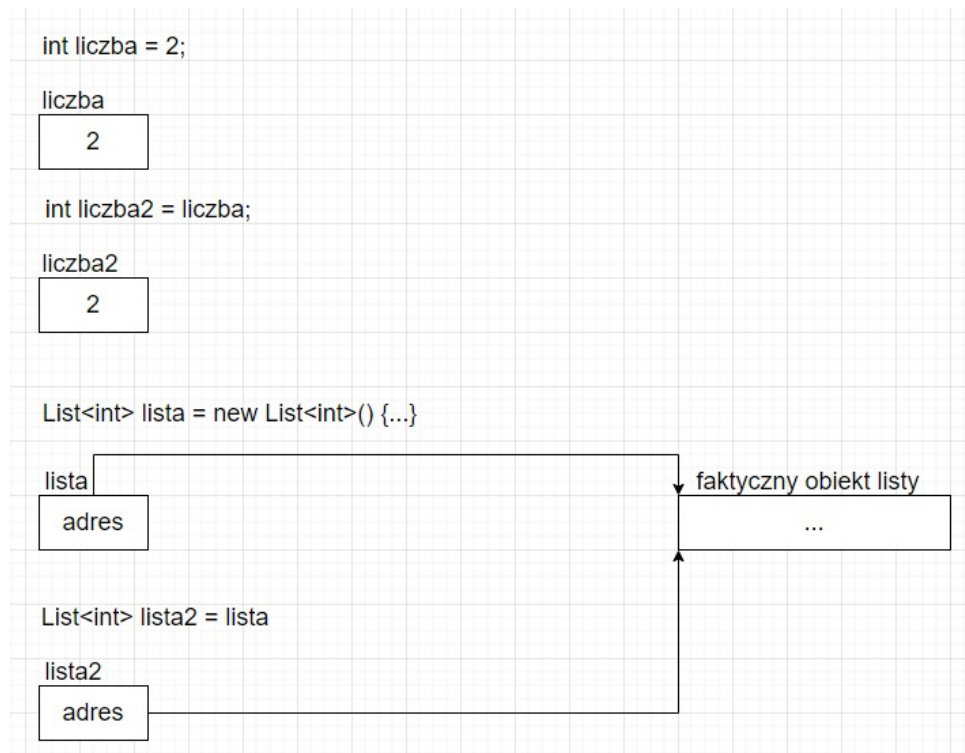 int liczba = 2;
liczba
2
int liczba2 = liczba;
liczba2
2
List<int> lista = new List<int>() {...}
lista
faktyczny obiekt listy
adres
...
List<int> lista2 = lista
lista2
adres